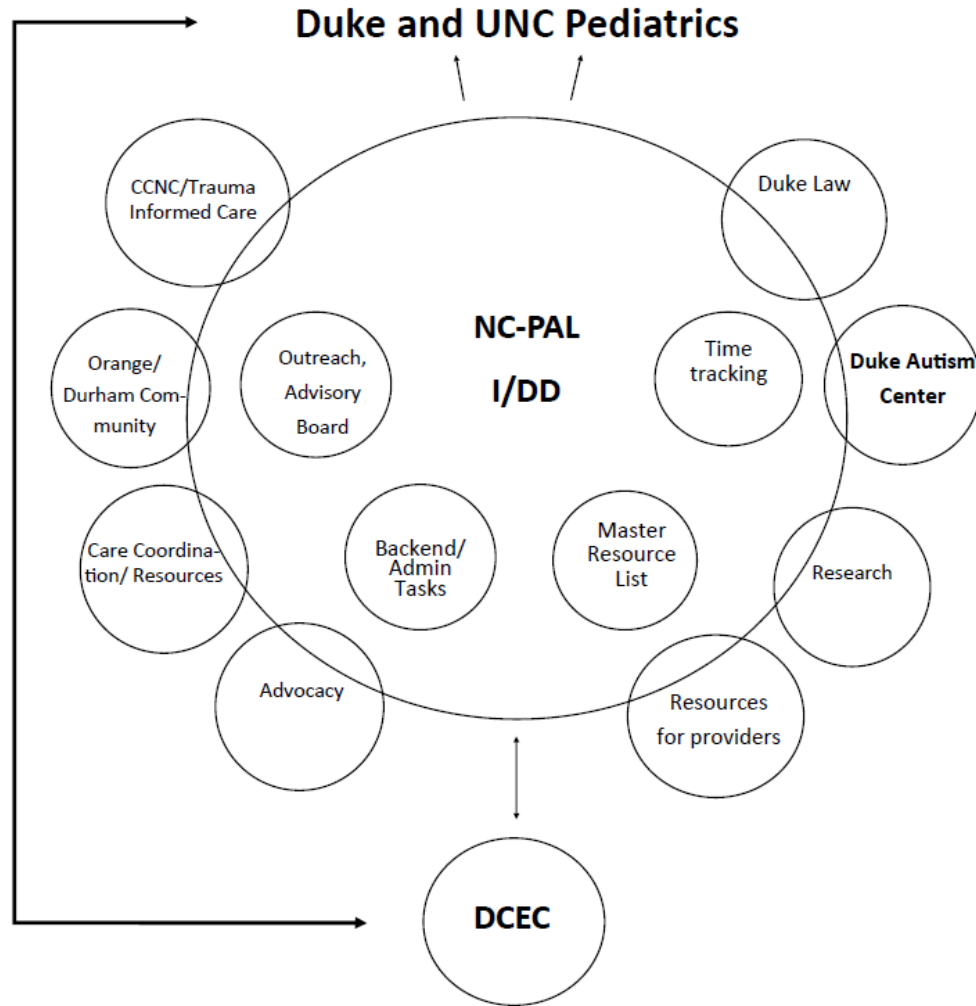 Duke and UNC Pediatrics
CCNC/Trauma
Informed Care
Duke Law
NC-PAL
I/DD
Orange/
Durham Com-
munity
Outreach,
Advisory
Board
Time
tracking
Duke Autism
Center
Care Coordina-
tion/ Resources
Backend/
Admin
Tasks
Master
Resource
List
Research
Advocacy
Resources
for providers
DCEC